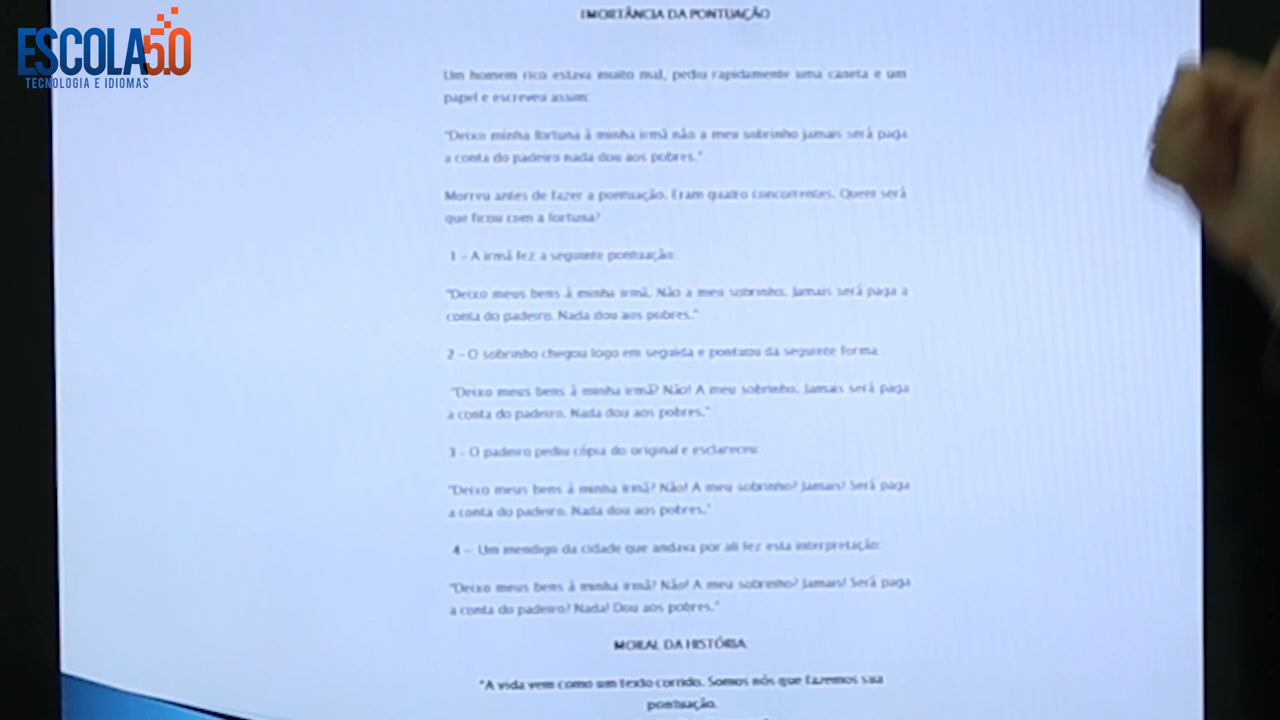 ESCOLA 5.0
TECNOLOGIA E IDIOMAS
IMORTÂNCIA DA PONTUAÇÃO
Um homem rico estava muito mal, pediu rapidamente uma caneta e um
papel e escreveu assim:
"Deixo minha fortuna à minha irmã não a meu sobrinho jamais será paga
a conta do padeiro nada dou aos pobres."
Morreu antes de fazer a pontuação. Eram quatro concorrentes. Quem será
que ficou com a fortuna?
1 - A irmã fez a seguinte pontuação:
"Deixo meus bens à minha irmã. Não a meu sobrinho. Jamais será paga a
conta do padeiro. Nada dou aos pobres."
2 - O sobrinho chegou logo em seguida e pontuou da seguinte forma:
"Deixo meus bens à minha irmã? Não! A meu sobrinho. Jamais será paga
a conta do padeiro. Nada dou aos pobres."
3 - O padeiro pediu cópia do original e esclareceu:
"Deixo meus bens à minha irmã? Não! A meu sobrinho? Jamais! Será paga
a conta do padeiro. Nada dou aos pobres."
4 - Um mendigo da cidade que andava por ali fez esta interpretação:
"Deixo meus bens à minha irmã? Não! A meu sobrinho? Jamais! Será paga
a conta do padeiro? Nada! Dou aos pobres."
MORAL DA HISTÓRIA
"A vida vem como um texto corrido. Somos nós que fazemos sua
pontuação.